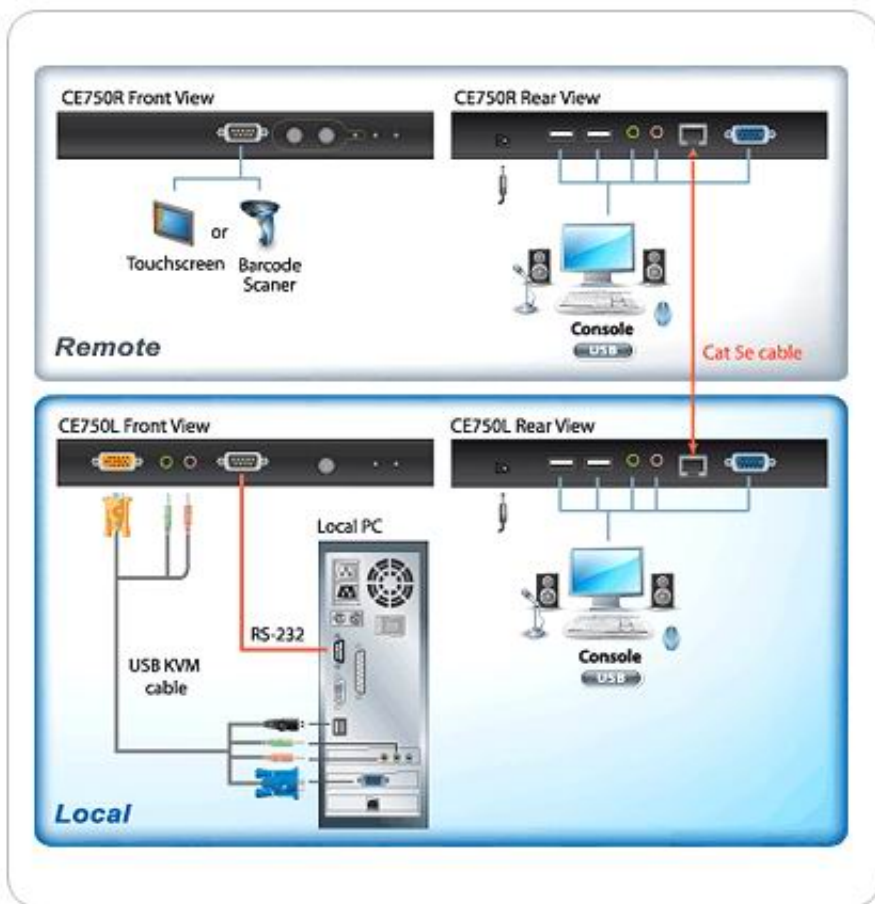 CE750R Front View
CE750R Rear View
Touchscreen
or
Barcode
Scaner
Console
USB
Remote
Cat 5e cable
CE750L Front View
CE750L Rear View
Local PC
RS-232
USB KVM
cable
Console
USB
Local